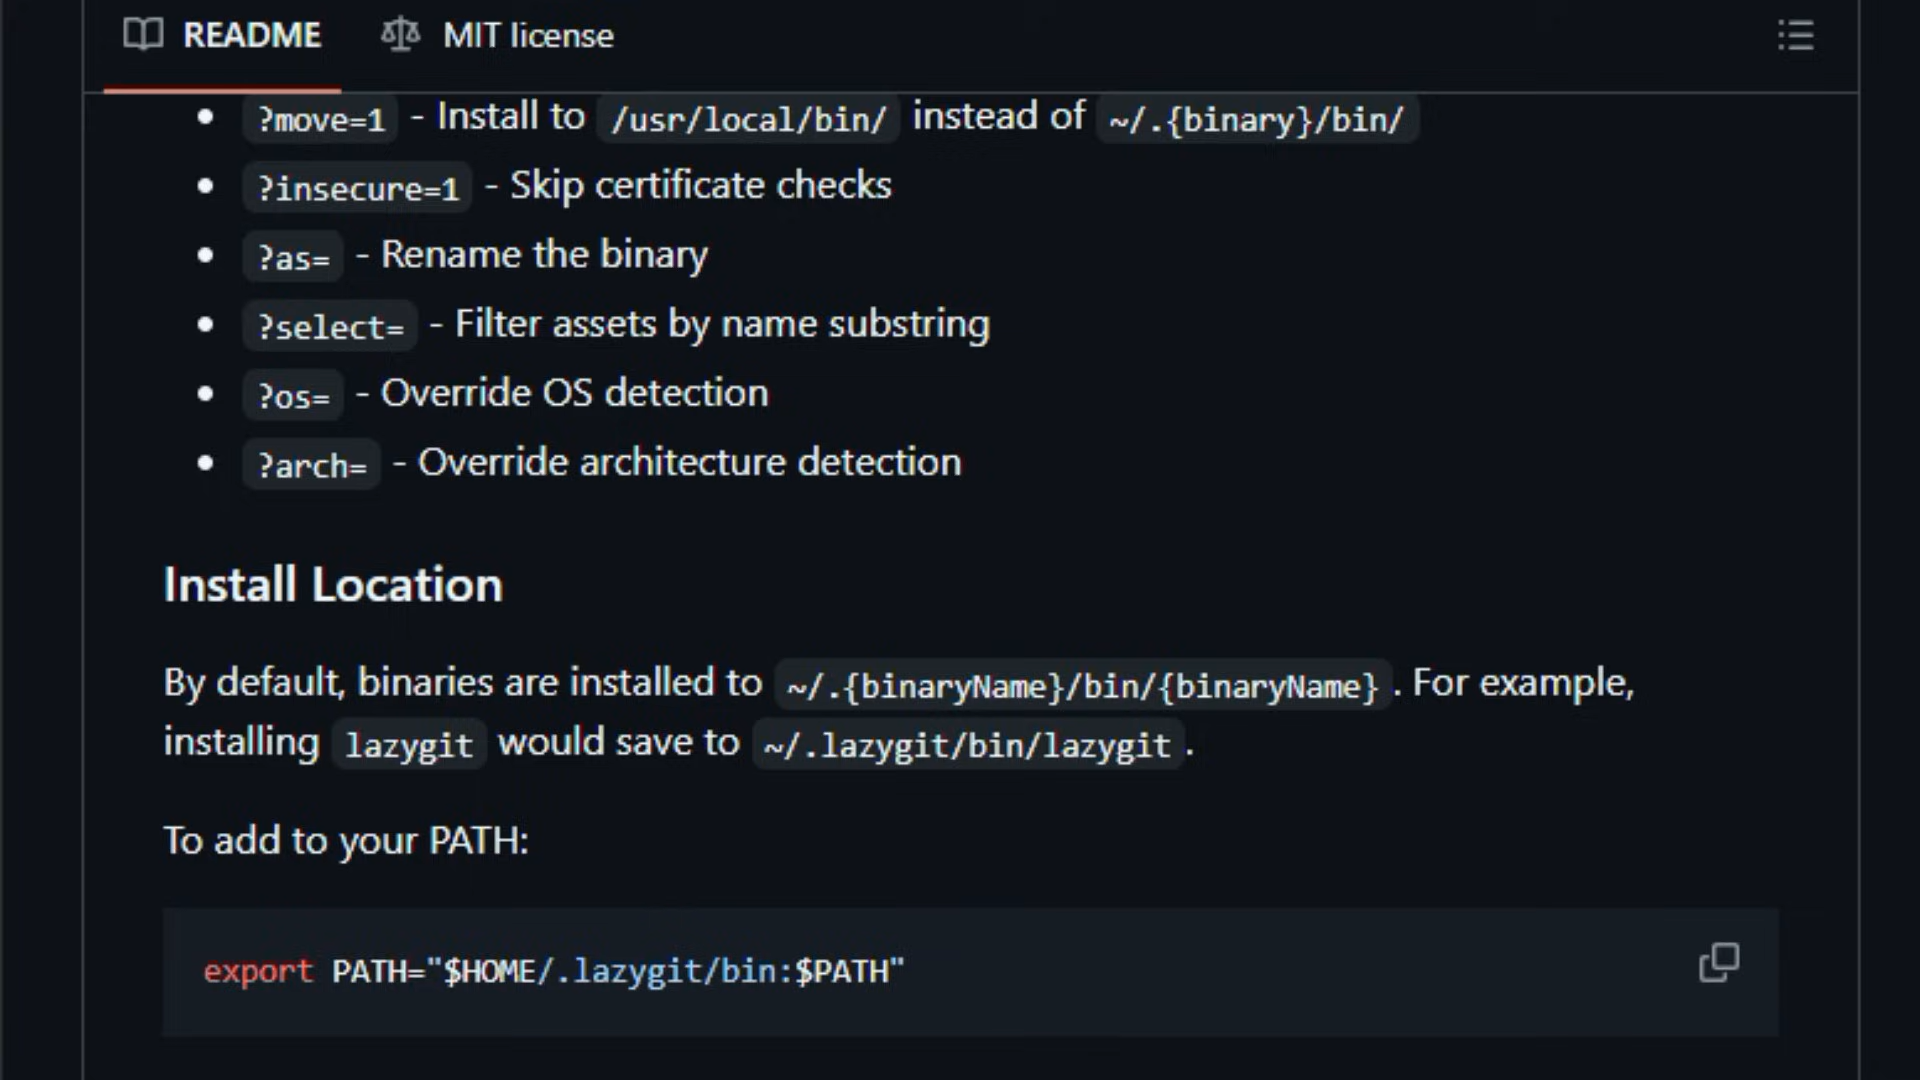 README MIT license
?move=1 - Install to /usr/local/bin/ instead of ~/.{binary}/bin/
?insecure=1 - Skip certificate checks
?as= - Rename the binary
?select= - Filter assets by name substring
?os= - Override OS detection
?arch= - Override architecture detection
Install Location
By default, binaries are installed to ~/.{binaryName}/bin/{binaryName} . For example,
installing lazygit would save to ~/.lazygit/bin/lazygit .
To add to your PATH:
export PATH="$HOME/.lazygit/bin:$PATH"